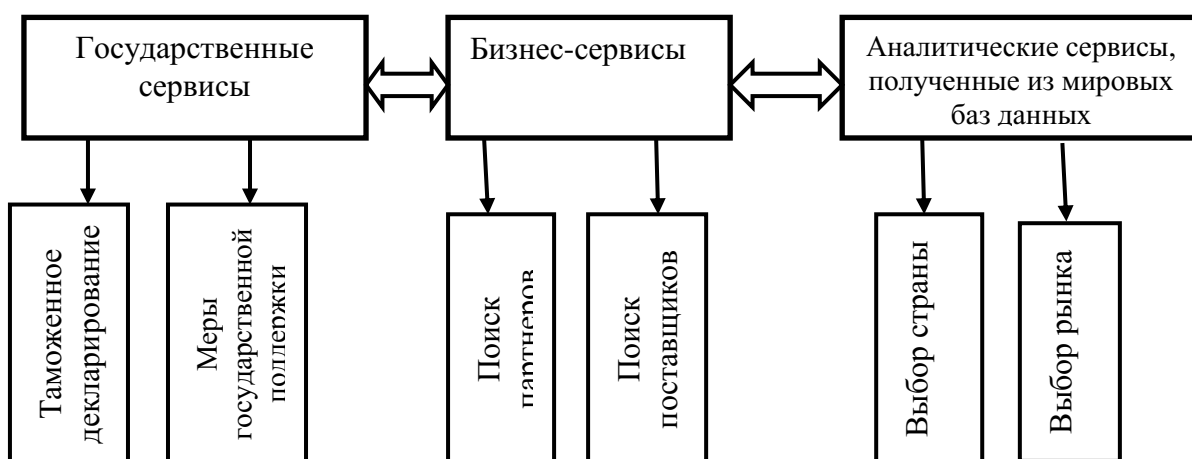 Государственные
сервисы
Бизнес-сервисы
Аналитические сервисы,
полученные из мировых
баз данных
Таможенное
декларирование
Меры
государственной
поддержки
Поиск
партнеров
Поиск
поставщиков
Выбор страны
Выбор рынка